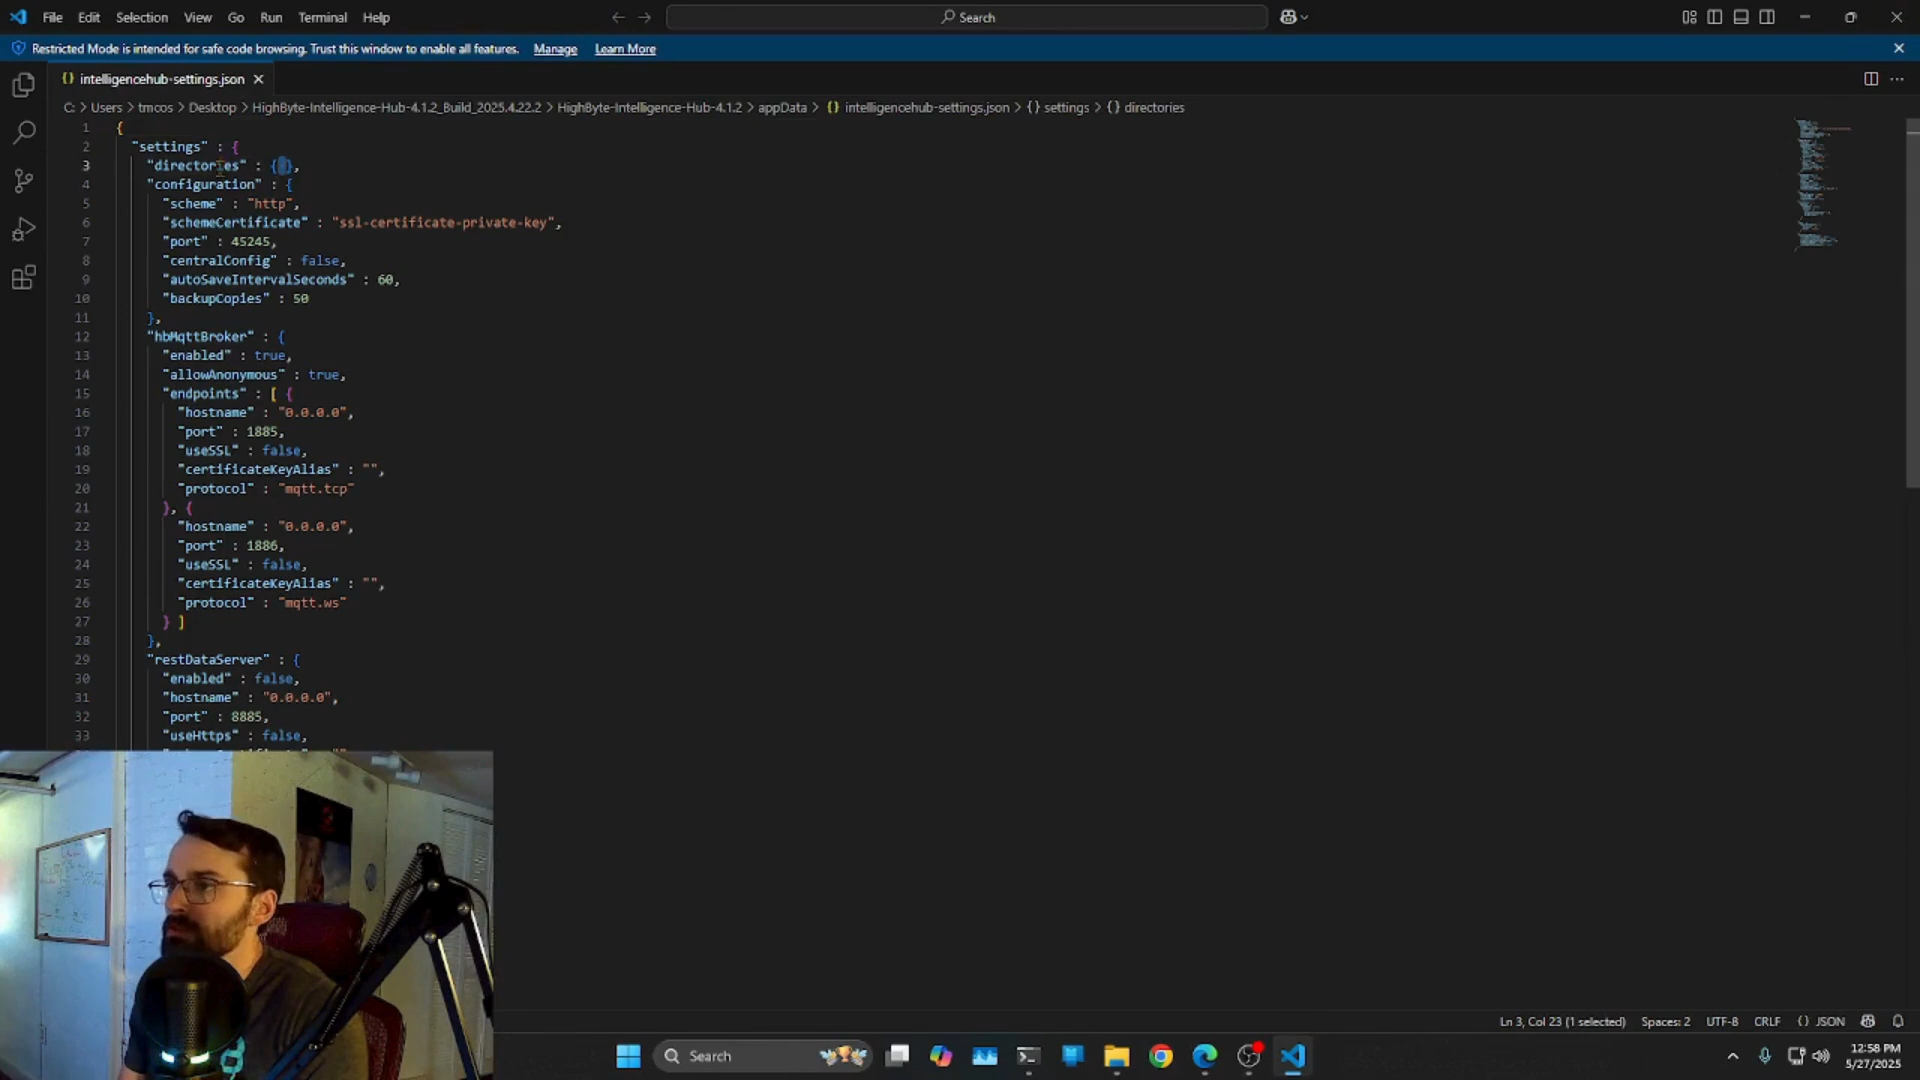 File Edit Selection View Go Run Terminal Help Search
Restricted Mode is intended for safe code browsing. Trust this window to enable all features. Manage Learn More
{} intelligencehub-settings.json
C: > Users > tmcos > Desktop > HighByte-Intelligence-Hub-4.1.2_Build_2025.4.22.2 > HighByte-Intelligence-Hub-4.1.2 > appData > {} intelligencehub-settings.json > {} settings > {} directories
1 {
2 "settings" : {
3 "directories" : { },
4 "configuration" : {
5 "scheme" : "http",
6 "schemeCertificate" : "ssl-certificate-private-key",
7 "port" : 45245,
8 "centralConfig" : false,
9 "autoSaveIntervalSeconds" : 60,
10 "backupCopies" : 50
11 },
12 "hbMqttBroker" : {
13 "enabled" : true,
14 "allowAnonymous" : true,
15 "endpoints" : [ {
16 "hostname" : "0.0.0.0",
17 "port" : 1885,
18 "useSSL" : false,
19 "certificateKeyAlias" : "",
20 "protocol" : "mqtt.tcp"
21 }, {
22 "hostname" : "0.0.0.0",
23 "port" : 1886,
24 "useSSL" : false,
25 "certificateKeyAlias" : "",
26 "protocol" : "mqtt.ws"
27 } ]
28 },
29 "restDataServer" : {
30 "enabled" : false,
31 "hostname" : "0.0.0.0",
32 "port" : 8885,
33 "useHttps" : false,
Ln 3, Col 23 (1 selected) Spaces: 2 UTF-8 CRLF {} JSON
Search
12:58 PM
5/27/2025